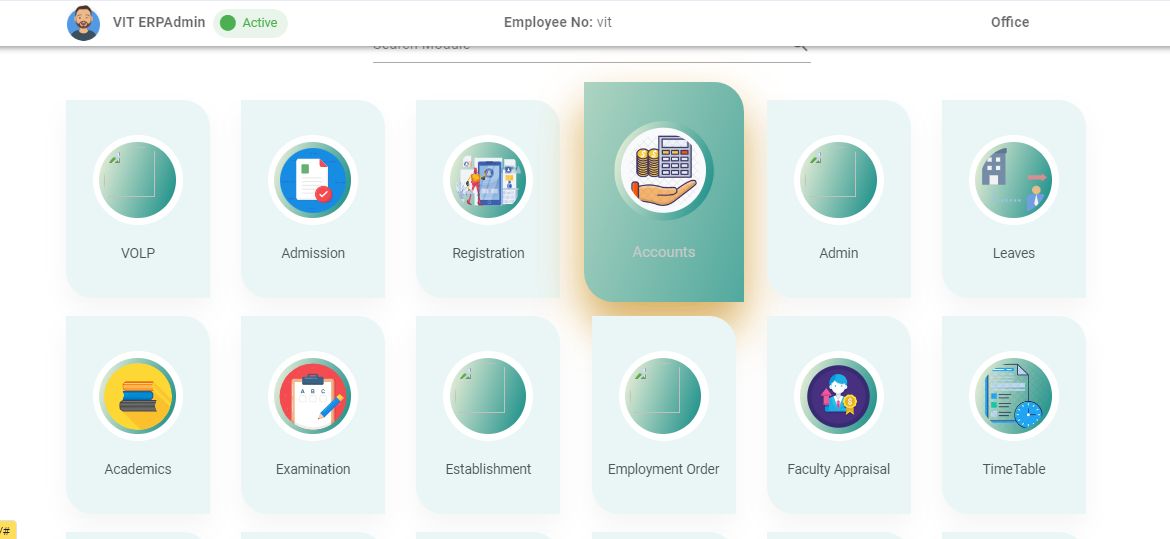 VIT ERPAdmin
Active
Employee No: vit
Office
Search Module
VOLP
Admission
Registration
Accounts
Admin
Leaves
Academics
A B C
Examination
Establishment
Employment Order
Faculty Appraisal
TimeTable
/#